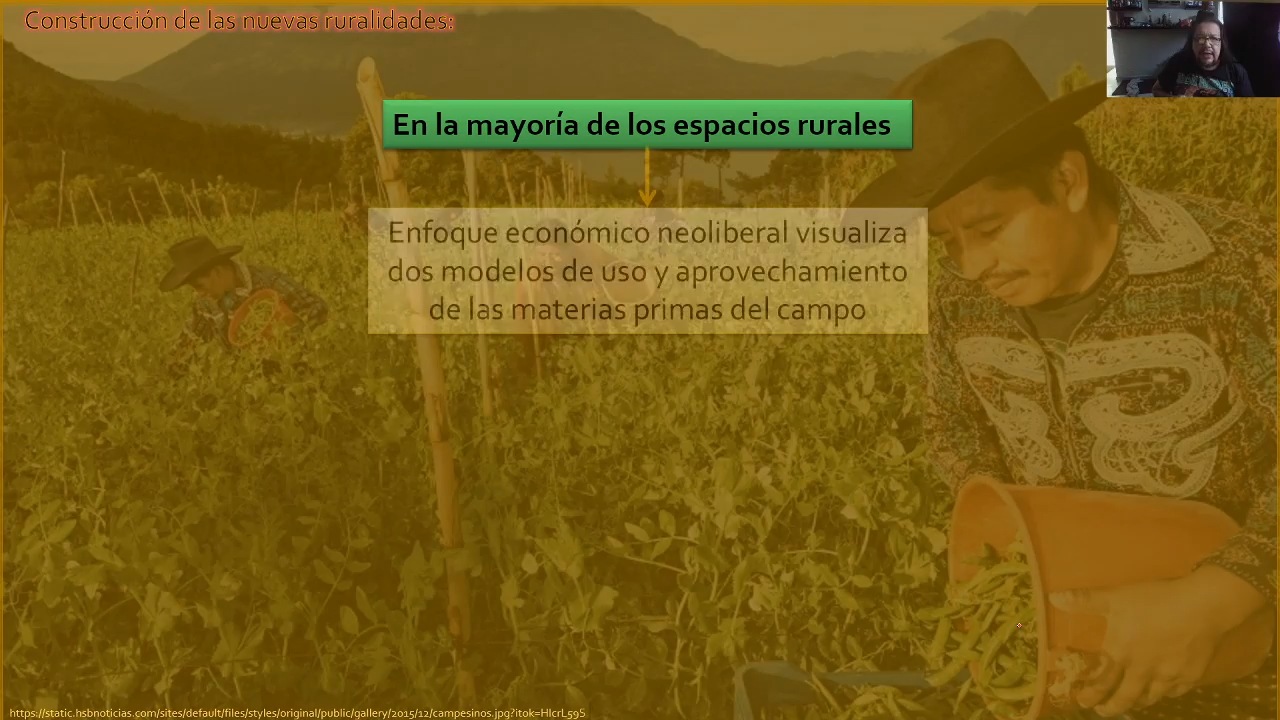 Construcción de las nuevas ruralidades:
En la mayoría de los espacios rurales
Enfoque económico neoliberal visualiza
dos modelos de uso y aprovechamiento
de las materias primas del campo
https://static.hsbnoticias.com/sites/default/files/styles/original/public/gallery/2015/12/campesinos.jpg?itok=HIcrL59S